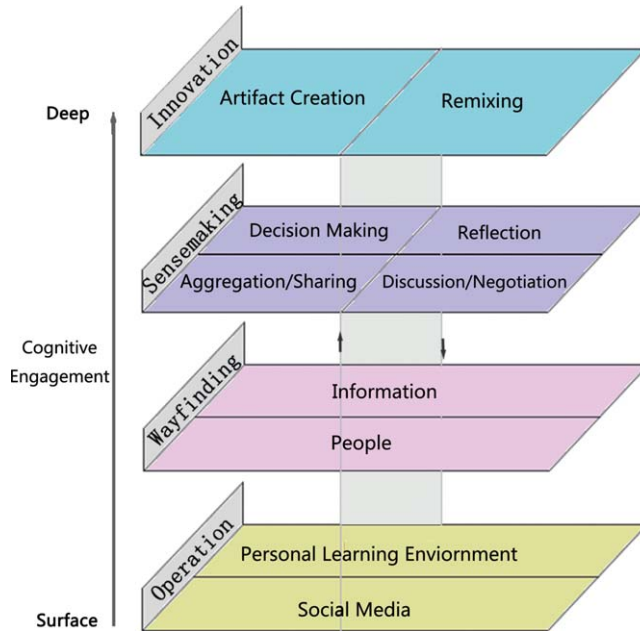 Innovation
Artifact Creation
Remixing
Deep
Sensemaking
Decision Making
Reflection
Aggregation/Sharing
Discussion/Negotiation
Cognitive
Engagement
Wayfinding
Information
People
Operation
Personal Learning Enviornment
Social Media
Surface